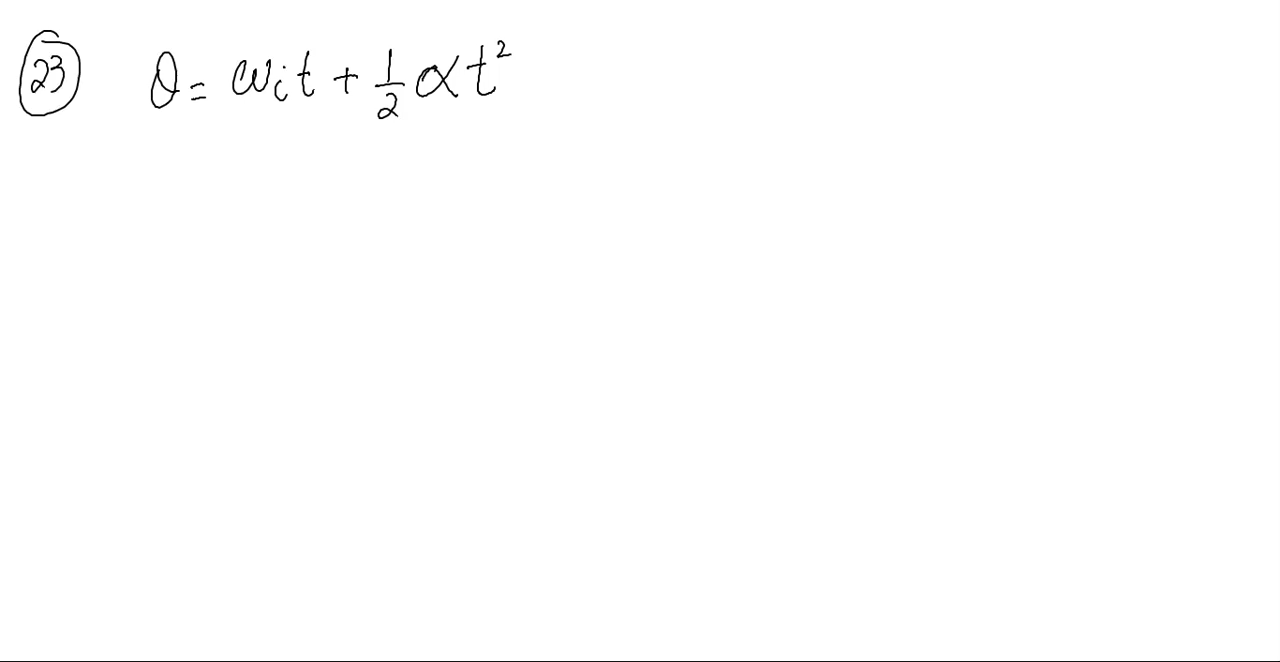 23 θ = ωit + 1/2 αt²